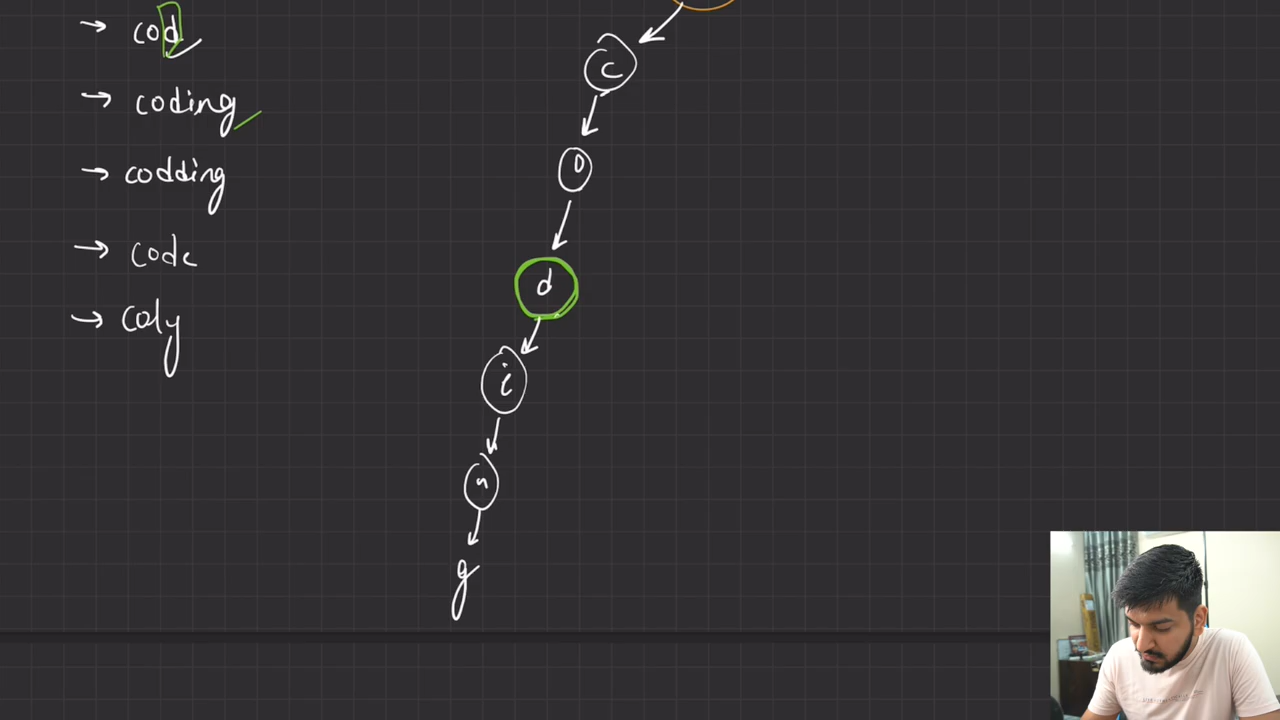 → cod
→ coding
→ codding
→ code
→ coly
c
o
d
i
n
g